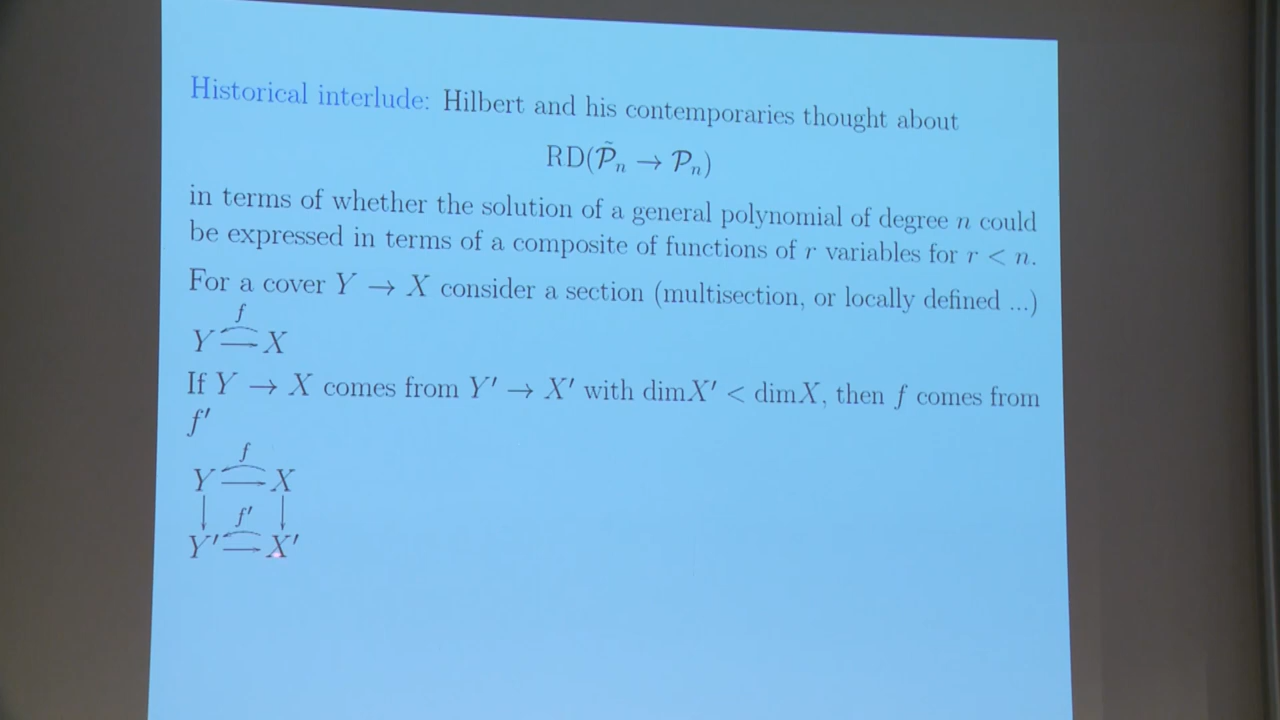 Historical interlude: Hilbert and his contemporaries thought about
RD(P̃ₙ → Pₙ)
in terms of whether the solution of a general polynomial of degree n could
be expressed in terms of a composite of functions of r variables for r < n.
For a cover Y → X consider a section (multisection, or locally defined ...)
f
Y X
If Y → X comes from Y′ → X′ with dimX′ < dimX, then f comes from
f′
f
Y X
f′
Y′ X′